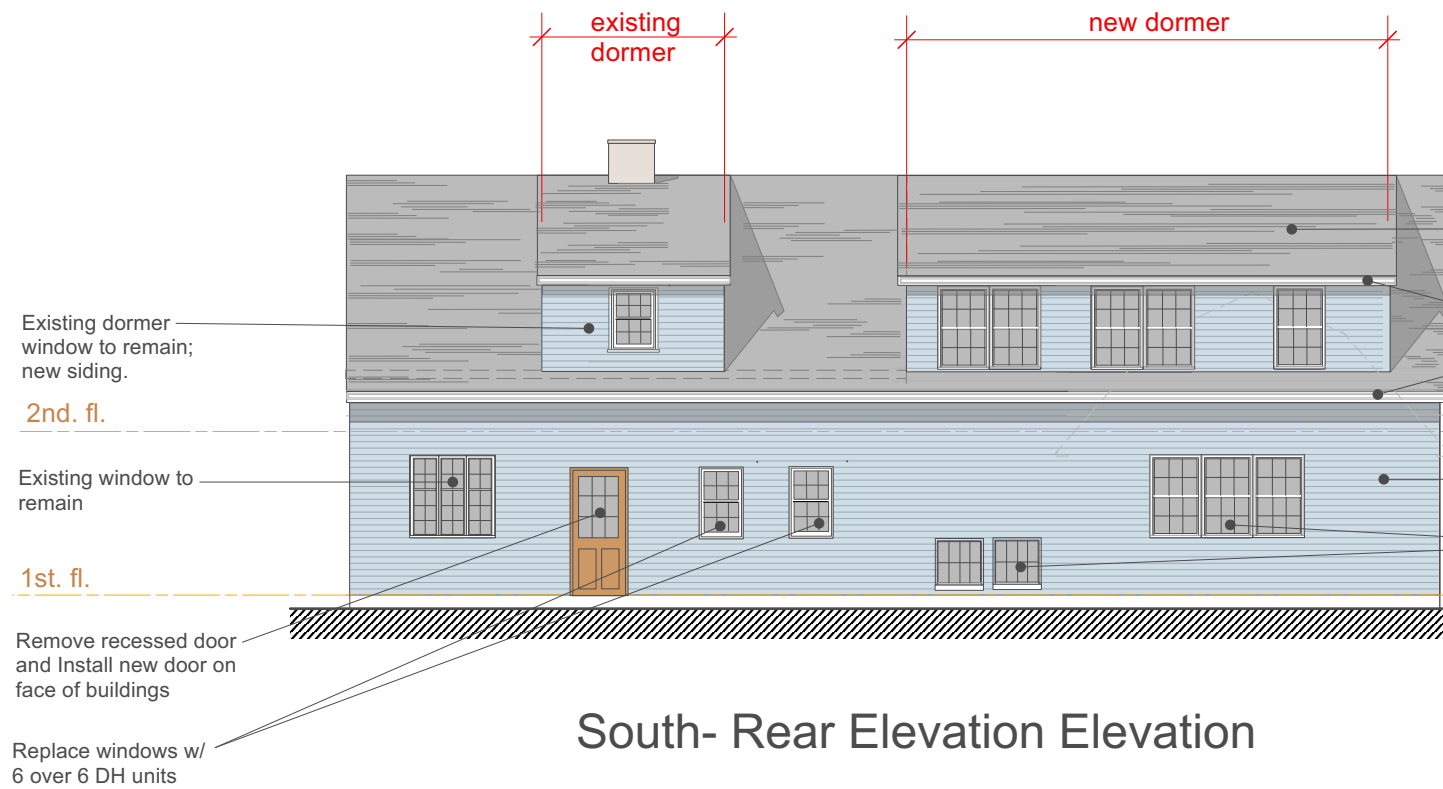 existing
dormer
new dormer
Existing dormer
window to remain;
new siding.
2nd. fl.
Existing window to
remain
1st. fl.
Remove recessed door
and Install new door on
face of buildings
Replace windows w/
6 over 6 DH units
South- Rear Elevation Elevation